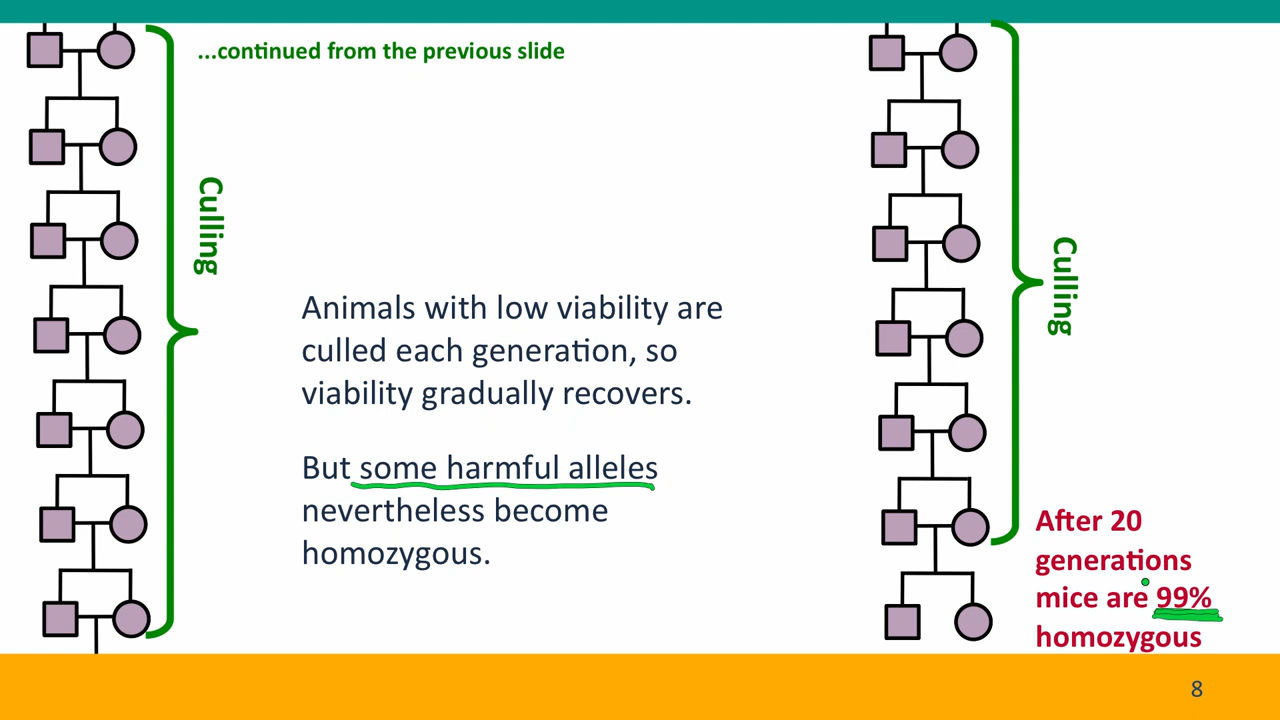 ...continued from the previous slide
Culling
Animals with low viability are
culled each generation, so
viability gradually recovers.
But some harmful alleles
nevertheless become
homozygous.
Culling
After 20
generations
mice are 99%
homozygous
8